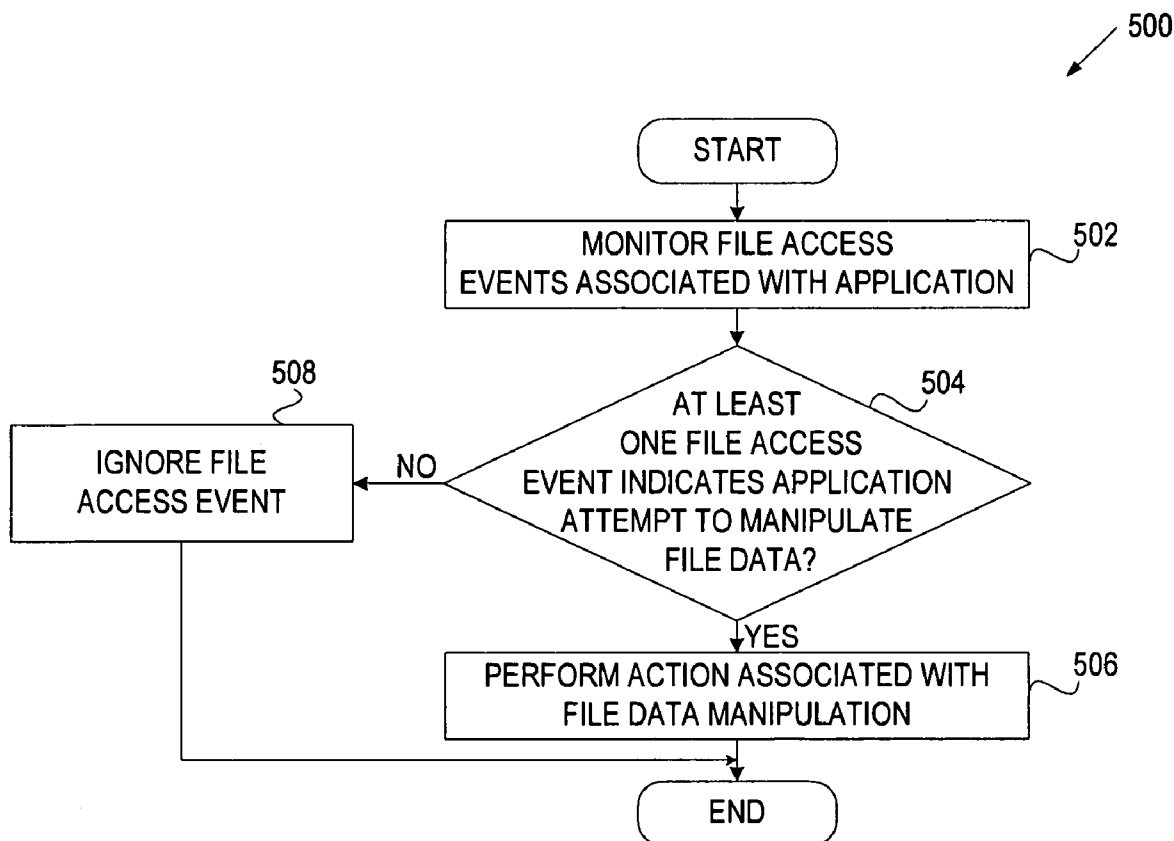 500
START
MONITOR FILE ACCESS
EVENTS ASSOCIATED WITH APPLICATION
502
AT LEAST
ONE FILE ACCESS
EVENT INDICATES APPLICATION
ATTEMPT TO MANIPULATE
FILE DATA?
504
NO
508
IGNORE FILE
ACCESS EVENT
YES
PERFORM ACTION ASSOCIATED WITH
FILE DATA MANIPULATION
506
END